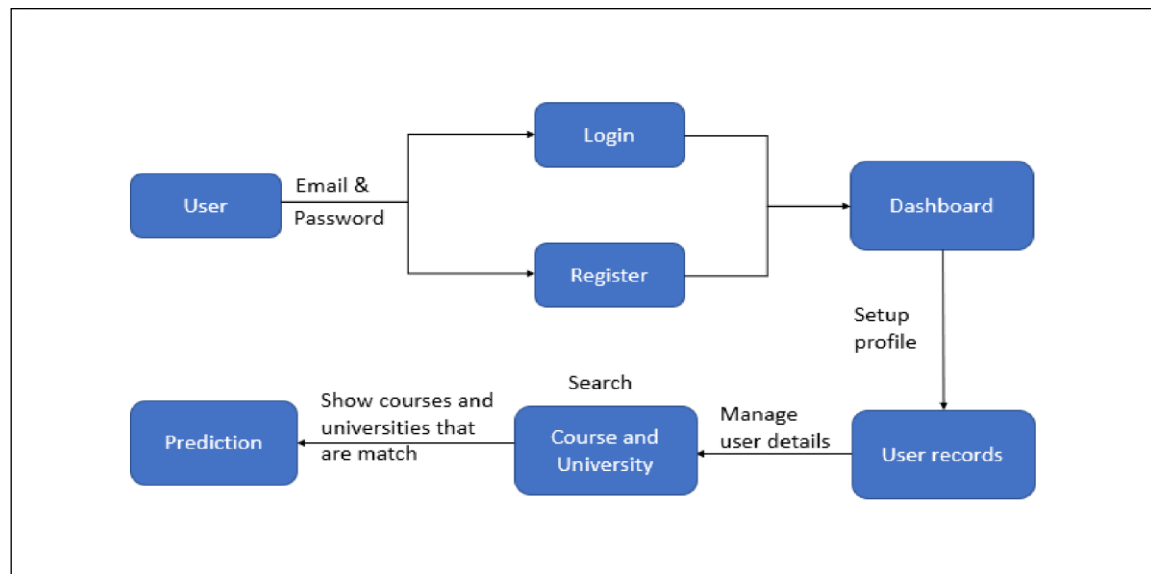 Login
User
Email &
Password
Dashboard
Register
Setup
profile
Search
Prediction
Show courses and
universities that
are match
Course and
University
Manage
user details
User records